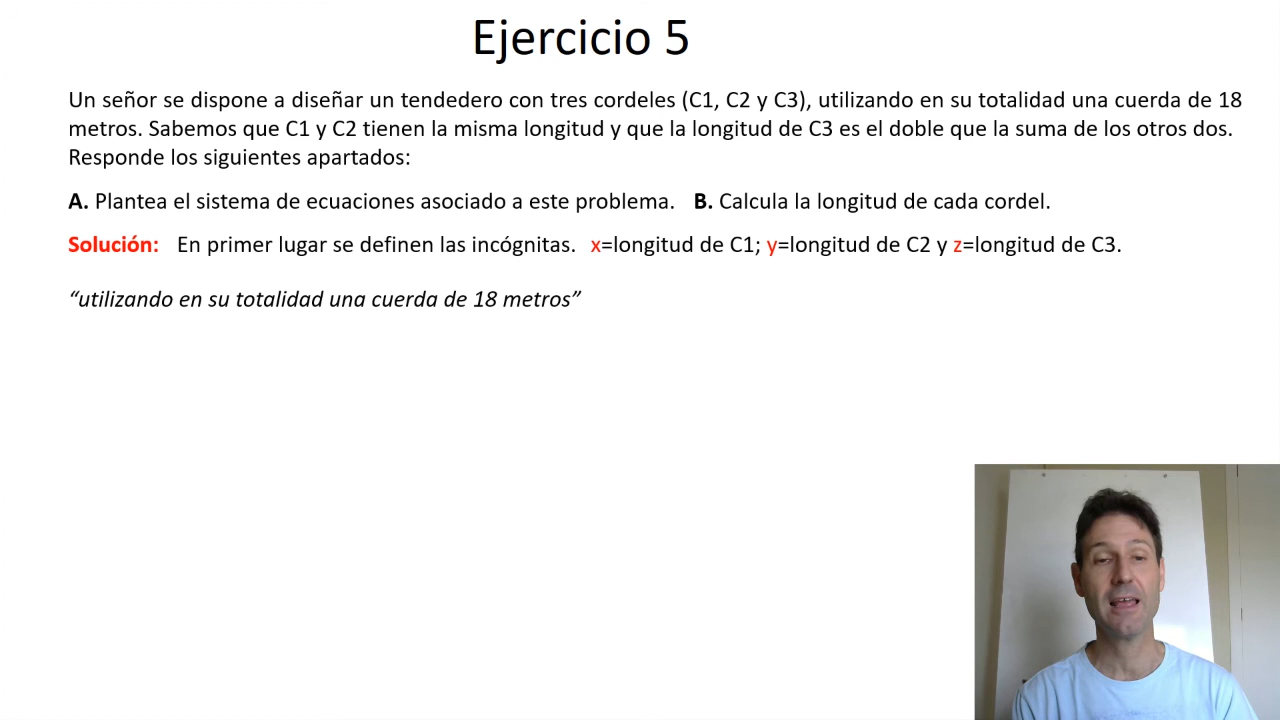 Ejercicio 5
Un señor se dispone a diseñar un tendedero con tres cordeles (C1, C2 y C3), utilizando en su totalidad una cuerda de 18
metros. Sabemos que C1 y C2 tienen la misma longitud y que la longitud de C3 es el doble que la suma de los otros dos.
Responde los siguientes apartados:
A. Plantea el sistema de ecuaciones asociado a este problema. B. Calcula la longitud de cada cordel.
Solución: En primer lugar se definen las incógnitas. x=longitud de C1; y=longitud de C2 y z=longitud de C3.
“utilizando en su totalidad una cuerda de 18 metros”